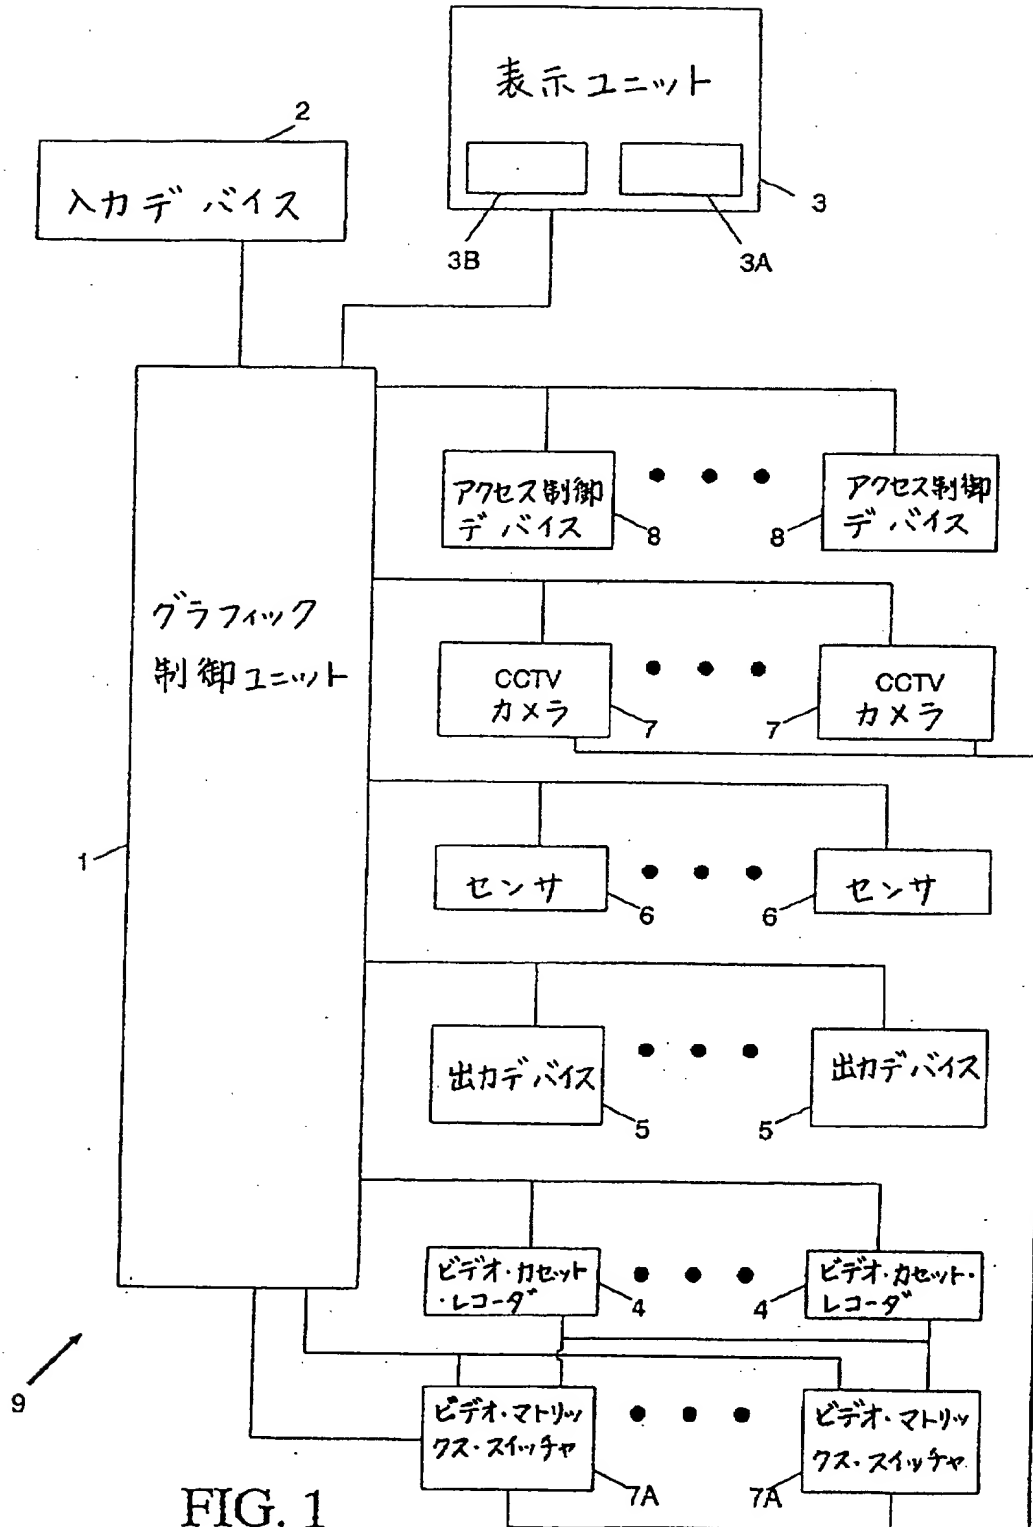 表示ユニット
2
入力デバイス
3
3B
3A
アクセス制御
デバイス
アクセス制御
デバイス
8
8
グラフィック
制御ユニット
CCTV
カメラ
CCTV
カメラ
7
7
1
センサ
センサ
6
6
出力デバイス
出力デバイス
5
5
ビデオ・カセット
・レコーダ
ビデオ・カセット・
レコーダ
4
4
9
ビデオ・マトリッ
クス・スイッチャ
ビデオ・マトリッ
クス・スイッチャ
7A
7A
FIG. 1